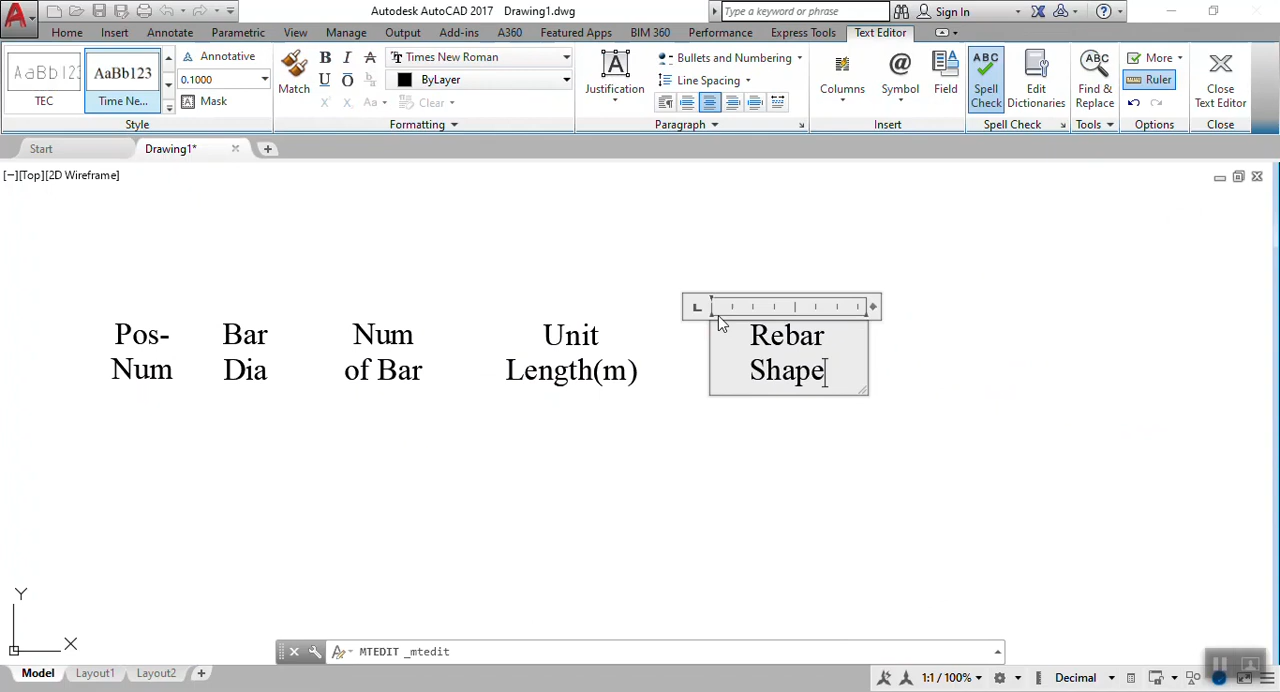 Autodesk AutoCAD 2017 Drawing1.dwg
Type a keyword or phrase
Sign In
Home Insert Annotate Parametric View Manage Output Add-ins A360 Featured Apps BIM 360 Performance Express Tools Text Editor
AaBb123
TEC
AaBb123
Time Ne...
Annotative
0.1000
Mask
Style
Match
B I A
Times New Roman
U O
ByLayer
Aa
Clear
Formatting
A
Justification
Bullets and Numbering
Line Spacing
Paragraph
Columns
@
Symbol
A
Field
Insert
ABC
Spell
Check
Edit
Dictionaries
Spell Check
ABC
Find &
Replace
Tools
More
Ruler
Options
Close
Text Editor
Close
Start
Drawing1*
[−][Top][2D Wireframe]
Pos-
Num
Bar
Dia
Num
of Bar
Unit
Length(m)
Rebar
Shape
Y
X
MTEDIT _mtedit
Model Layout1 Layout2
1:1 / 100%
Decimal